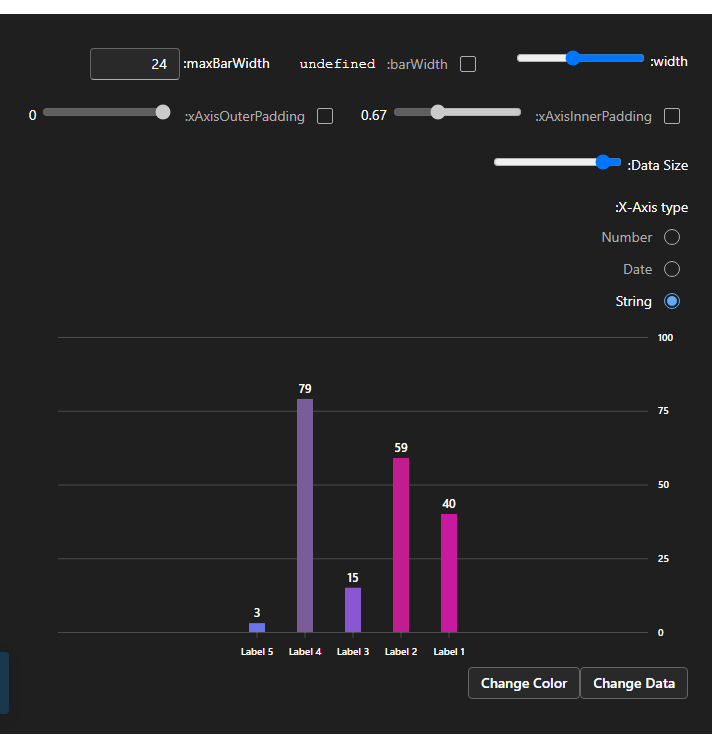 :width
:barWidth undefined
:maxBarWidth 24
:xAxisInnerPadding 0.67
:xAxisOuterPadding 0
:Data Size
:X-Axis type
Number
Date
String
100
75
50
25
0
40
59
15
79
3
Label 1
Label 2
Label 3
Label 4
Label 5
Change Data
Change Color